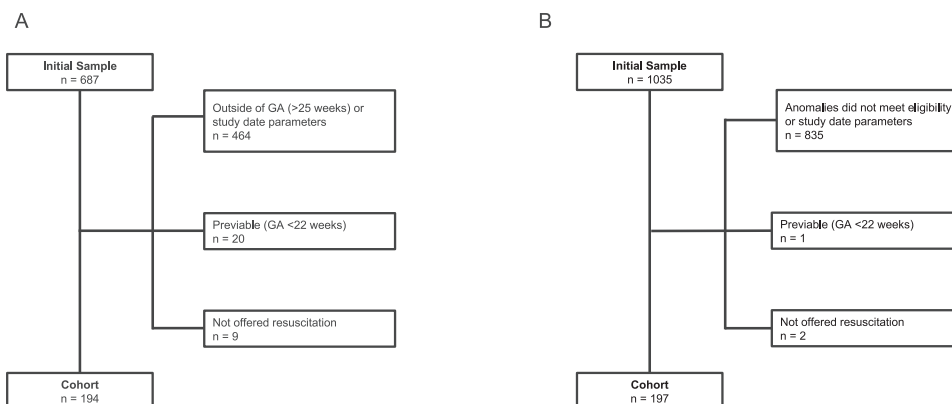 A
Initial Sample
n = 687
Outside of GA (>25 weeks) or
study date parameters
n = 464
Previable (GA <22 weeks)
n = 20
Not offered resuscitation
n = 9
Cohort
n = 194
B
Initial Sample
n = 1035
Anomalies did not meet eligibility
or study date parameters
n = 835
Previable (GA <22 weeks)
n = 1
Not offered resuscitation
n = 2
Cohort
n = 197